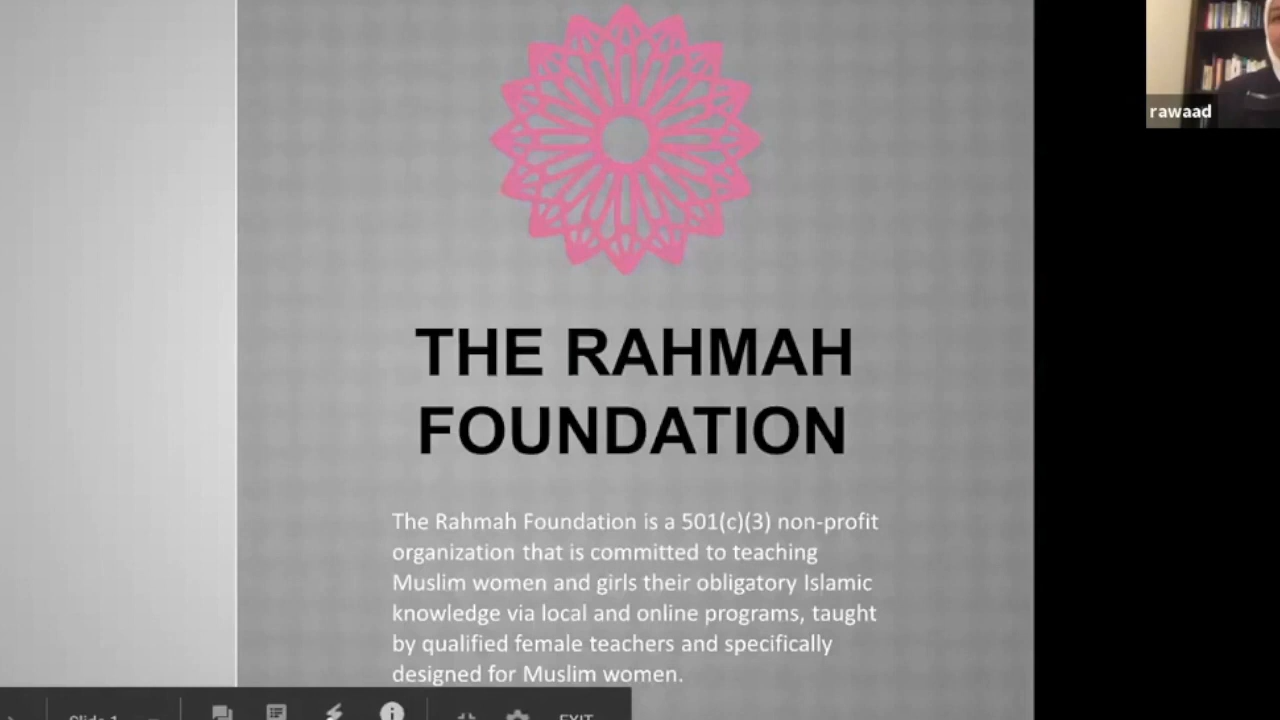 rawaad
THE RAHMAH
FOUNDATION
The Rahmah Foundation is a 501(c)(3) non-profit
organization that is committed to teaching
Muslim women and girls their obligatory Islamic
knowledge via local and online programs, taught
by qualified female teachers and specifically
designed for Muslim women.
Slide 1
EXIT